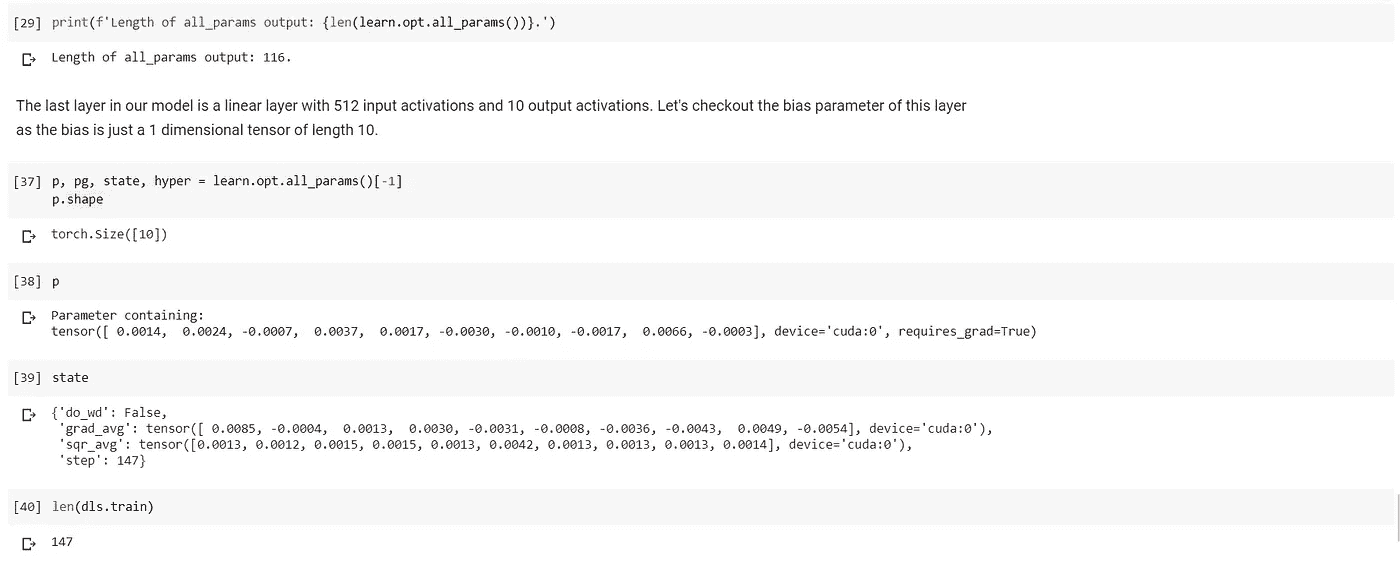 [29] print(f'Length of all_params output: {len(learn.opt.all_params())}.')
Length of all_params output: 116.
The last layer in our model is a linear layer with 512 input activations and 10 output activations. Let's checkout the bias parameter of this layer
as the bias is just a 1 dimensional tensor of length 10.
[37] p, pg, state, hyper = learn.opt.all_params()[-1]
p.shape
torch.Size([10])
[38] p
Parameter containing:
tensor([ 0.0014,  0.0024, -0.0007,  0.0037,  0.0017, -0.0030, -0.0010, -0.0017,  0.0066, -0.0003], device='cuda:0', requires_grad=True)
[39] state
{'do_wd': False,
'grad_avg': tensor([ 0.0085, -0.0004,  0.0013,  0.0030, -0.0031, -0.0008, -0.0036, -0.0043,  0.0049, -0.0054], device='cuda:0'),
'sqr_avg': tensor([0.0013, 0.0012, 0.0015, 0.0015, 0.0013, 0.0042, 0.0013, 0.0013, 0.0013, 0.0014], device='cuda:0'),
'step': 147}
[40] len(dls.train)
147